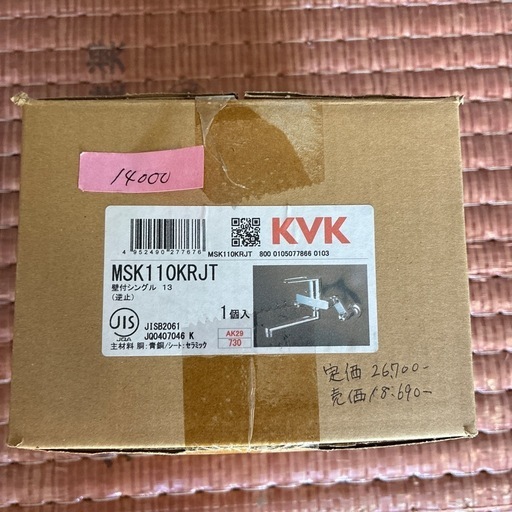 14000
4 952490 277676
MSK110KRJT 800 0105077866 0103
KVK
MSK110KRJT
壁付シングル 13
(逆止)
1個入
JIS
JQA
JISB2061
JQ0407046 K
AK29
730
主材料 胴:青銅/シート:セラミック
定価 26,700-
売価 18,690-